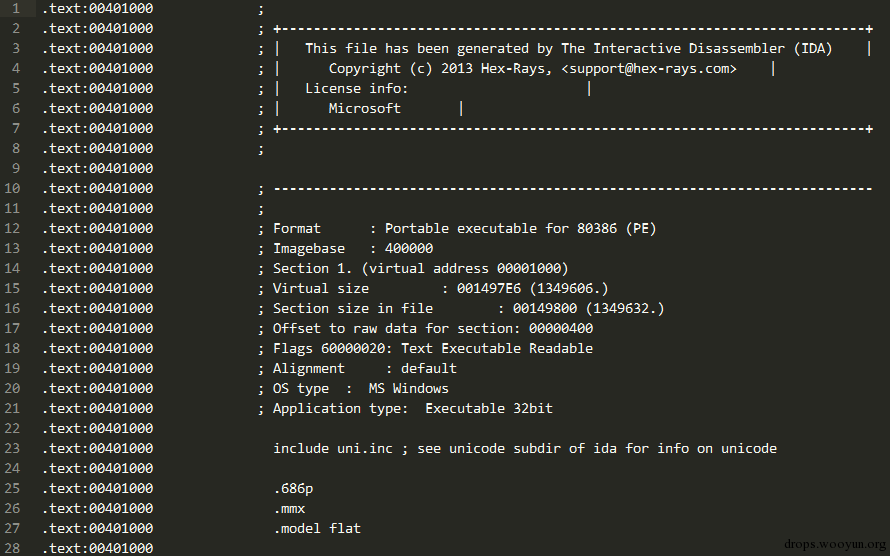 1 .text:00401000 ;
2 .text:00401000 ; +-------------------------------------------------------------------------+
3 .text:00401000 ; | This file has been generated by The Interactive Disassembler (IDA) |
4 .text:00401000 ; | Copyright (c) 2013 Hex-Rays, <support@hex-rays.com> |
5 .text:00401000 ; | License info: |
6 .text:00401000 ; | Microsoft |
7 .text:00401000 ; +-------------------------------------------------------------------------+
8 .text:00401000 ;
9 .text:00401000
10 .text:00401000 ; ---------------------------------------------------------------------------
11 .text:00401000 ;
12 .text:00401000 ; Format : Portable executable for 80386 (PE)
13 .text:00401000 ; Imagebase : 400000
14 .text:00401000 ; Section 1. (virtual address 00001000)
15 .text:00401000 ; Virtual size : 001497E6 (1349606.)
16 .text:00401000 ; Section size in file : 00149800 (1349632.)
17 .text:00401000 ; Offset to raw data for section: 00000400
18 .text:00401000 ; Flags 60000020: Text Executable Readable
19 .text:00401000 ; Alignment : default
20 .text:00401000 ; OS type : MS Windows
21 .text:00401000 ; Application type: Executable 32bit
22 .text:00401000
23 .text:00401000 include uni.inc ; see unicode subdir of ida for info on unicode
24 .text:00401000
25 .text:00401000 .686p
26 .text:00401000 .mmx
27 .text:00401000 .model flat
28 .text:00401000
drops.wooyun.org